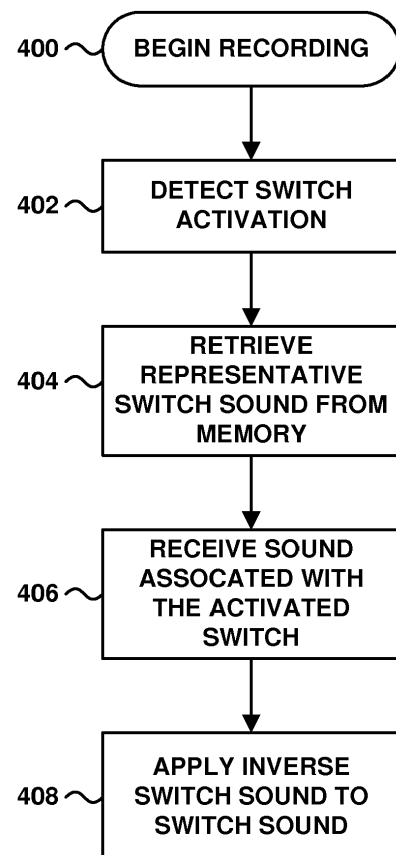 400
BEGIN RECORDING
402
DETECT SWITCH
ACTIVATION
404
RETRIEVE
REPRESENTATIVE
SWITCH SOUND FROM
MEMORY
406
RECEIVE SOUND
ASSOCATED WITH
THE ACTIVATED
SWITCH
408
APPLY INVERSE
SWITCH SOUND TO
SWITCH SOUND